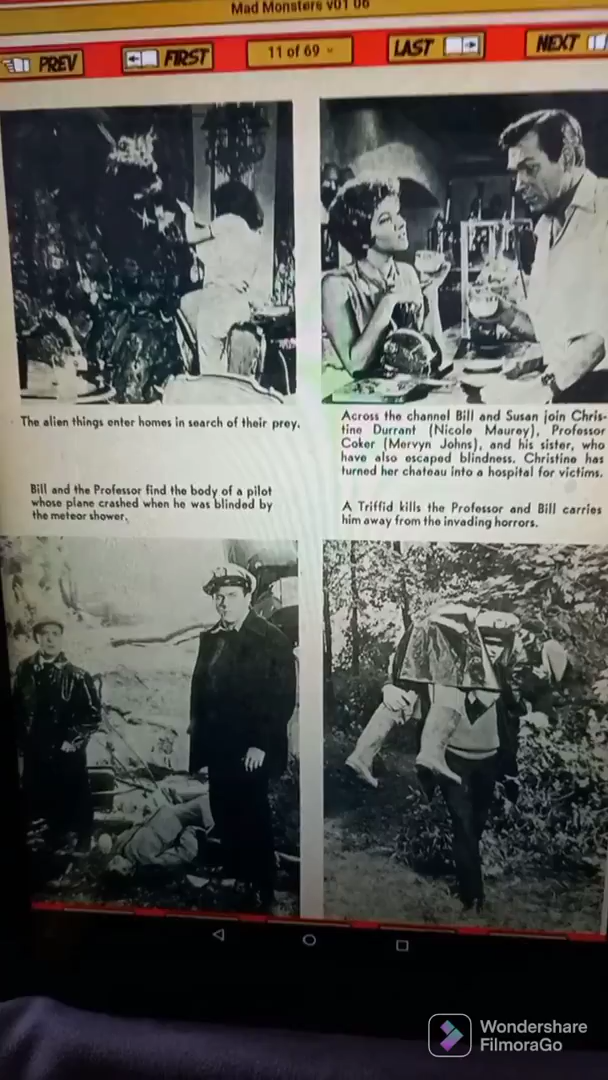 Mad Monsters v01 06
PREV
FIRST
11 of 69
LAST
NEXT
The alien things enter homes in search of their prey.
Across the channel Bill and Susan join Chris-
tine Durrant (Nicole Maurey), Professor
Coker (Mervyn Johns), and his sister, who
have also escaped blindness. Christine has
turned her chateau into a hospital for victims.
Bill and the Professor find the body of a pilot
whose plane crashed when he was blinded by
the meteor shower.
A Triffid kills the Professor and Bill carries
him away from the invading horrors.
Wondershare
FilmoraGo